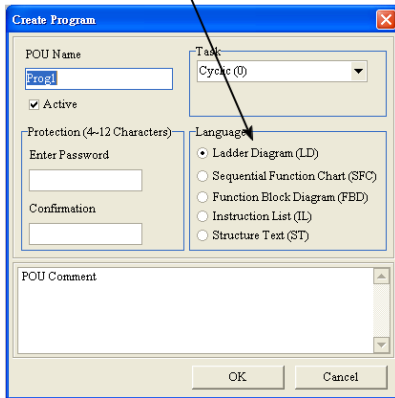 Create Program
POU Name
Prog1
Active
Task
Cyclic (0)
Protection (4~12 Characters)
Enter Password
Confirmation
Language
Ladder Diagram (LD)
Sequential Function Chart (SFC)
Function Block Diagram (FBD)
Instruction List (IL)
Structure Text (ST)
POU Comment
OK
Cancel